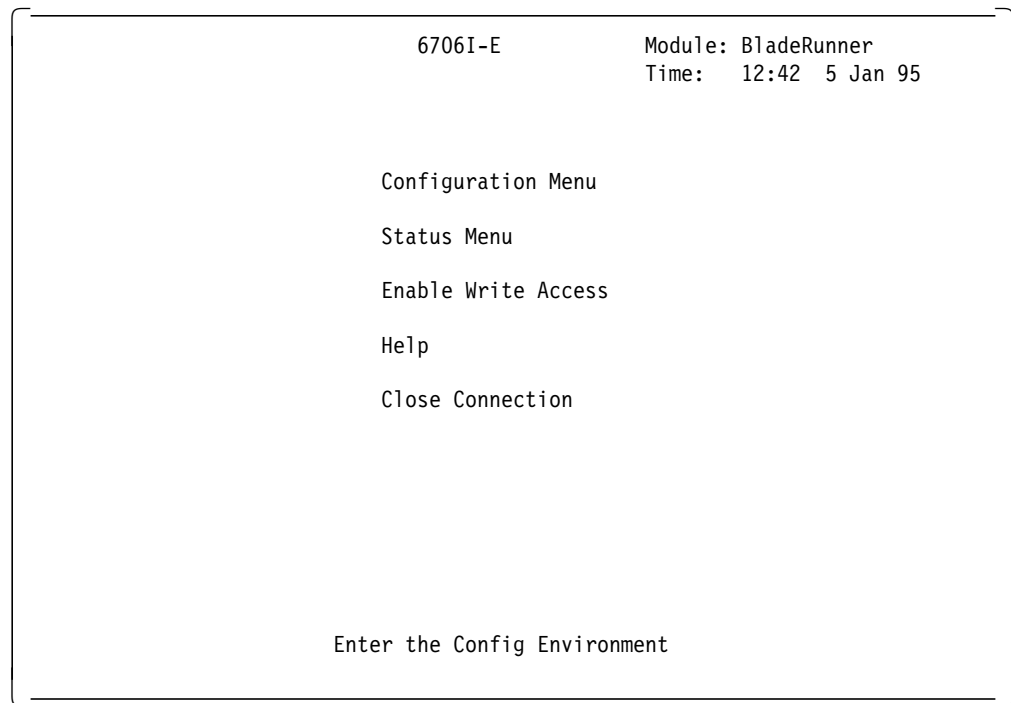 6706I-E Module: BladeRunner
Time: 12:42 5 Jan 95
Configuration Menu
Status Menu
Enable Write Access
Help
Close Connection
Enter the Config Environment